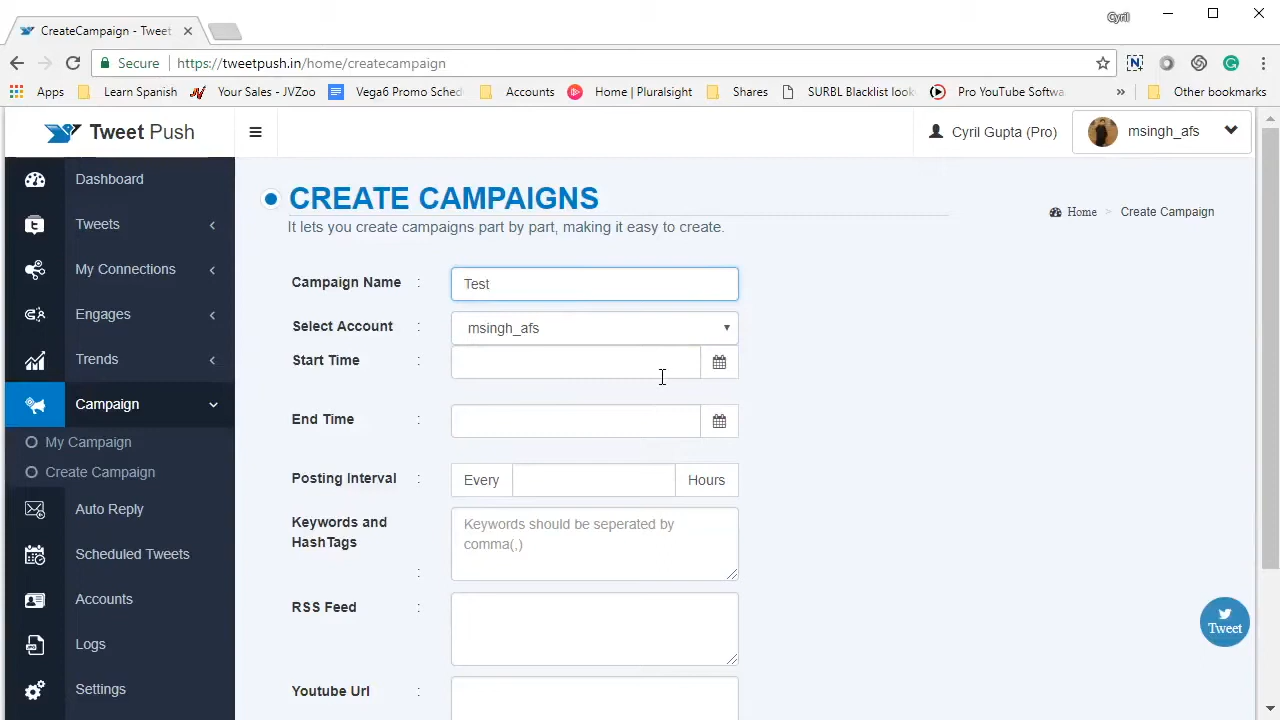 CreateCampaign - Tweet
Cyril
Secure
https://tweetpush.in/home/createcampaign
Apps
Learn Spanish
Your Sales - JVZoo
Vega6 Promo Sched
Accounts
Home | Pluralsight
Shares
SURBL Blacklist look
Pro YouTube Softwa
»
Other bookmarks
Tweet Push
Cyril Gupta (Pro)
msingh_afs
Dashboard
Tweets
My Connections
Engages
Trends
Campaign
My Campaign
Create Campaign
Auto Reply
Scheduled Tweets
Accounts
Logs
Settings
CREATE CAMPAIGNS
It lets you create campaigns part by part, making it easy to create.
Home > Create Campaign
Campaign Name : Test
Select Account : msingh_afs
Start Time :
End Time :
Posting Interval : Every Hours
Keywords and
HashTags
:
Keywords should be seperated by
comma(,)
RSS Feed :
Youtube Url :
Tweet